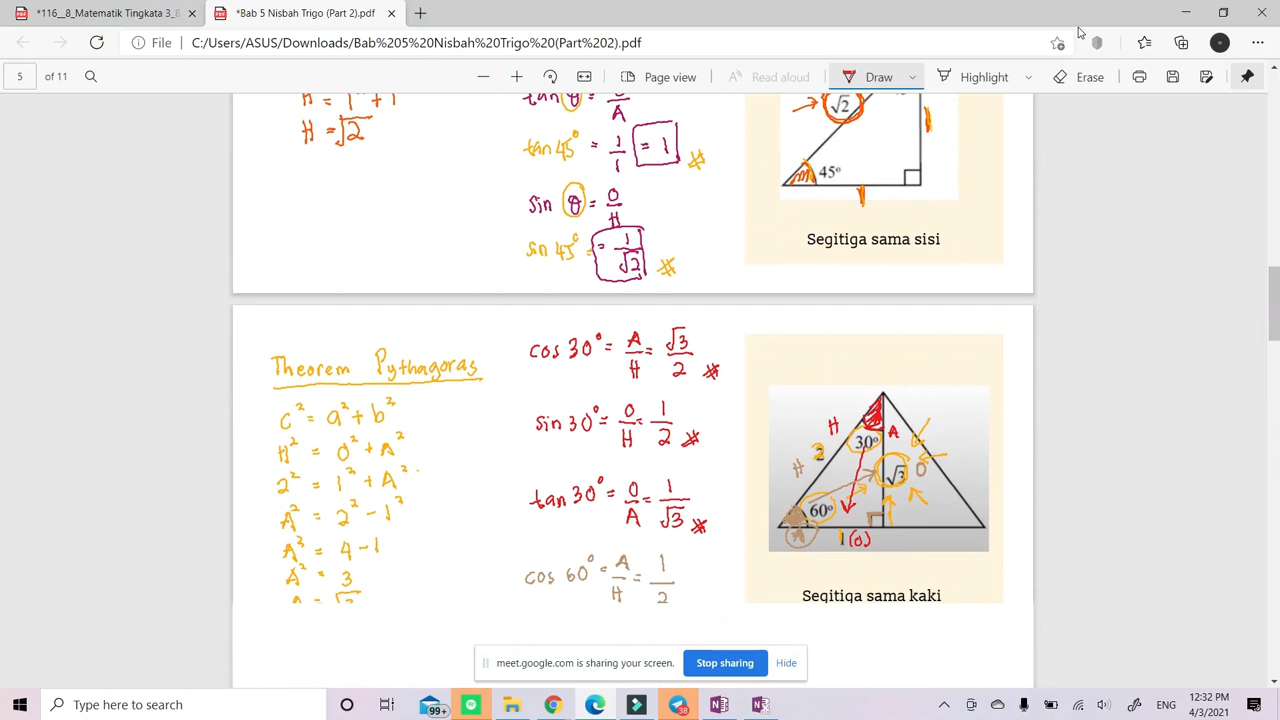 *116__8_Matematik Tingkata 3_8
*Bab 5 Nisbah Trigo (Part 2).pdf
File
C:/Users/ASUS/Downloads/Bab%205%20Nisbah%20Trigo%20(Part%202).pdf
5 of 11
Page view
Read aloud
Draw
Highlight
Erase
H = √2
A
tan 45° = 1/1 = 1
sin θ = O/H
sin 45° = 1/√2
√2
45°
1
Segitiga sama sisi
Theorem Pythagoras
c² = a² + b²
H² = O² + A²
2² = 1² + A²
A² = 2² - 1²
A² = 4 - 1
A² = 3
cos 30° = A/H = √3/2
sin 30° = O/H = 1/2
tan 30° = O/A = 1/√3
cos 60° = A/H = 1/2
H
A
30°
2
H
√3
O
60°
A
1 (O)
Segitiga sama kaki
meet.google.com is sharing your screen.
Stop sharing
Hide
Type here to search
99+
38
ENG
12:32 PM
4/3/2021